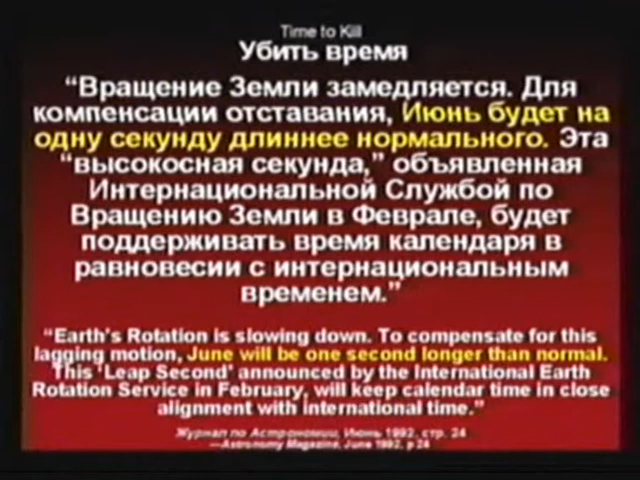 Time to Kill
Убить время
“Вращение Земли замедляется. Для
компенсации отставания, Июнь будет на
одну секунду длиннее нормального. Эта
“высокосная секунда,” объявленная
Интернациональной Службой по
Вращению Земли в Феврале, будет
поддерживать время календаря в
равновесии с интернациональным
временем.”
“Earth's Rotation is slowing down. To compensate for this
lagging motion, June will be one second longer than normal.
This ‘Leap Second’ announced by the International Earth
Rotation Service in February, will keep calendar time in close
alignment with international time.”
Журнал по Астрономии, Июнь 1992, стр. 24
—Astronomy Magazine, June 1992, p 24